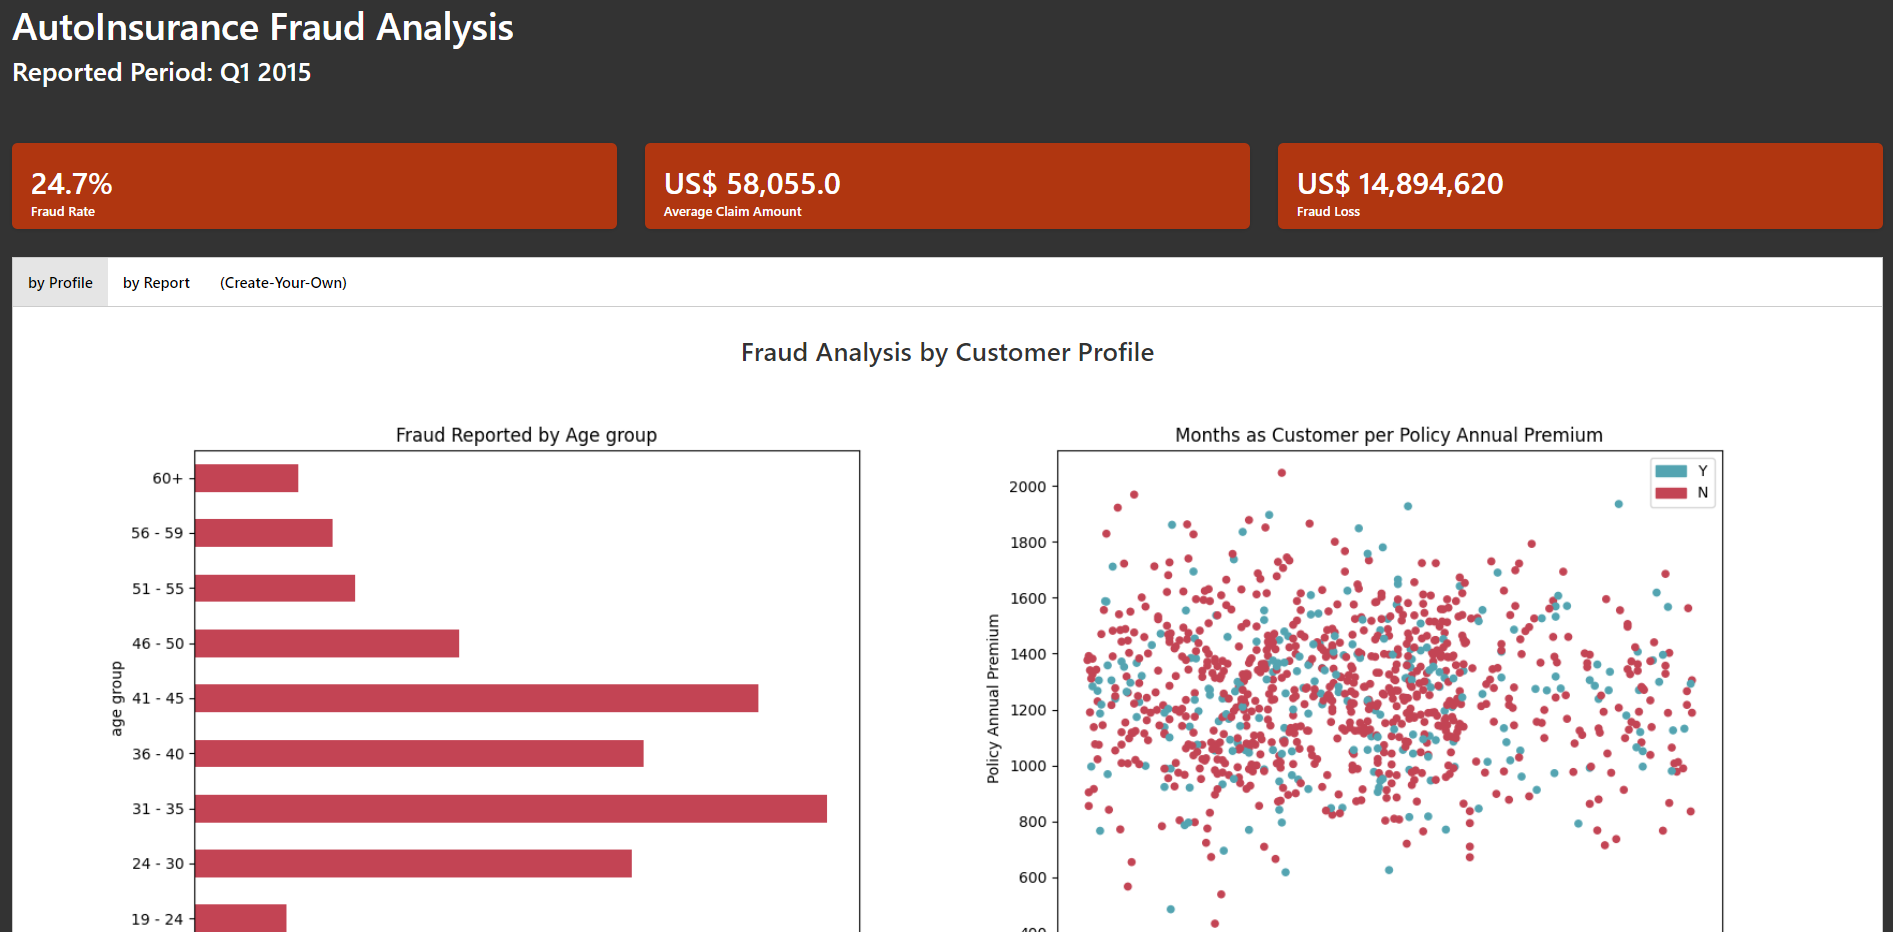 AutoInsurance Fraud Analysis
Reported Period: Q1 2015
24.7%
Fraud Rate
US$ 58,055.0
Average Claim Amount
US$ 14,894,620
Fraud Loss
by Profile
by Report
(Create-Your-Own)
Fraud Analysis by Customer Profile
Fraud Reported by Age group
60+
56 - 59
51 - 55
46 - 50
41 - 45
36 - 40
31 - 35
24 - 30
19 - 24
age group
Months as Customer per Policy Annual Premium
Y
N
2000
1800
1600
1400
1200
1000
800
600
400
Policy Annual Premium